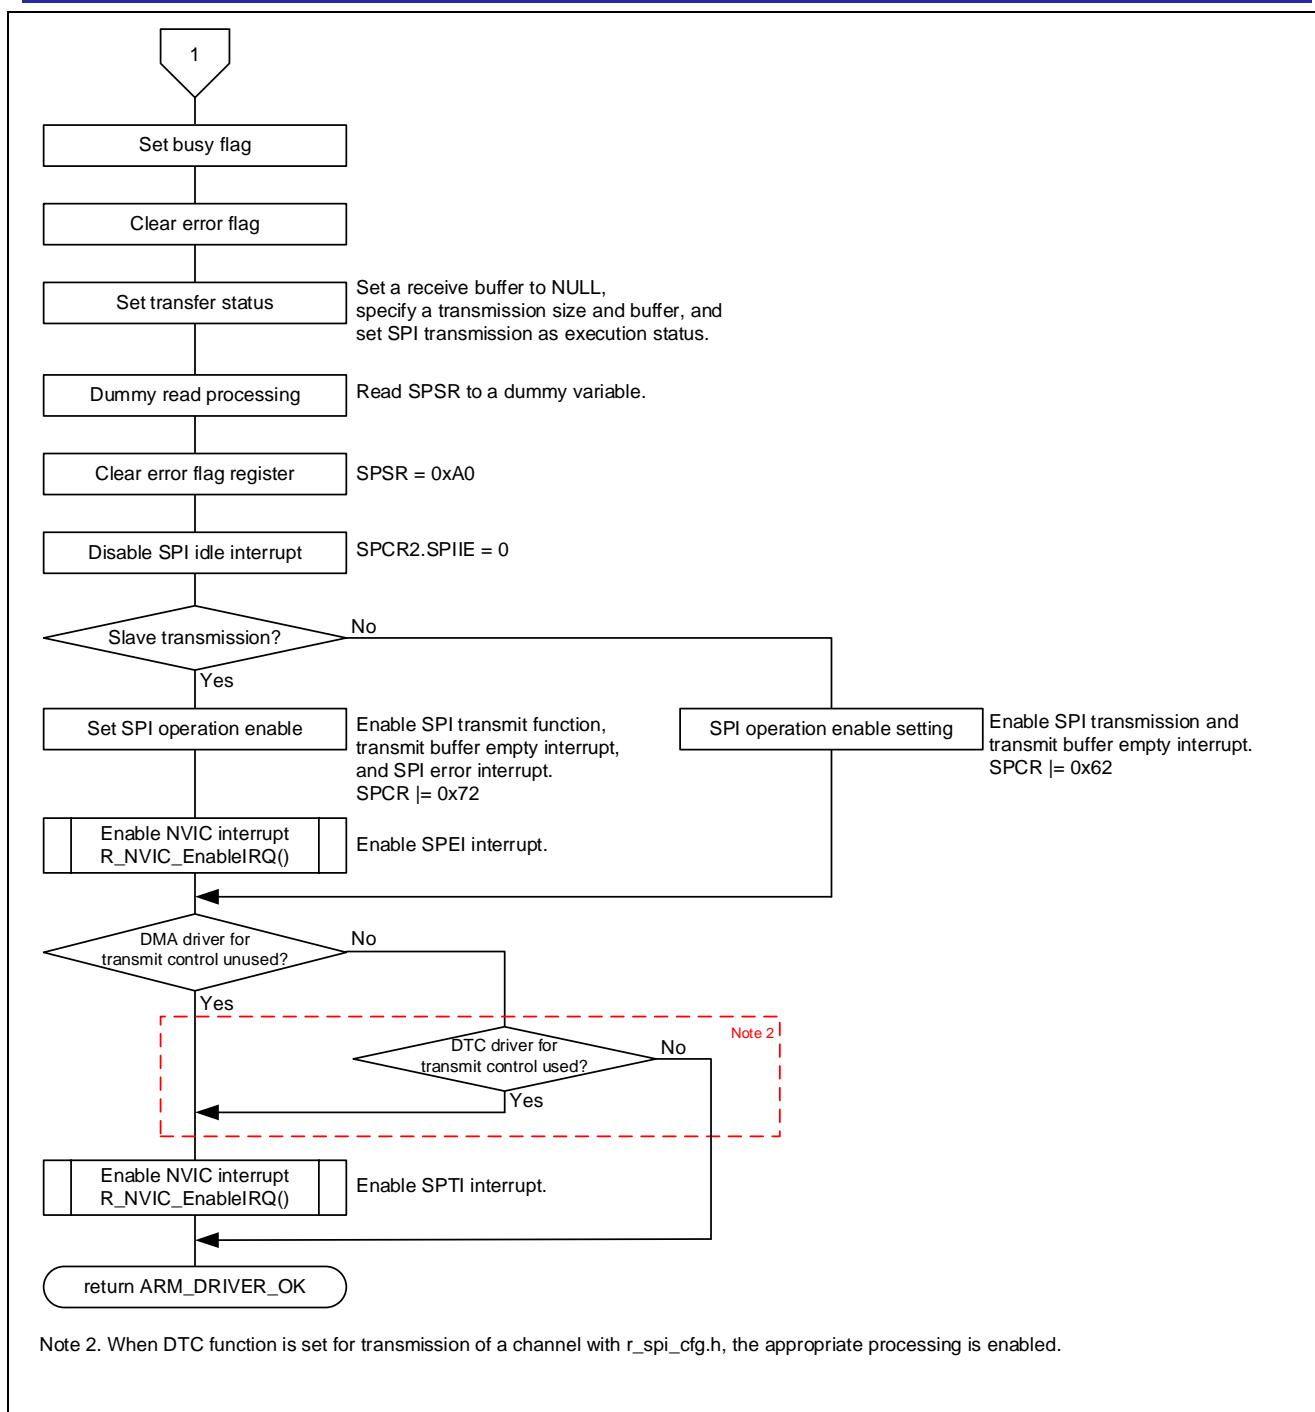 1
Set busy flag
Clear error flag
Set transfer status
Set a receive buffer to NULL,
specify a transmission size and buffer, and
set SPI transmission as execution status.
Dummy read processing
Read SPSR to a dummy variable.
Clear error flag register
SPSR = 0xA0
Disable SPI idle interrupt
SPCR2.SPIIE = 0
Slave transmission?
No
Yes
Set SPI operation enable
Enable SPI transmit function,
transmit buffer empty interrupt,
and SPI error interrupt.
SPCR |= 0x72
SPI operation enable setting
Enable SPI transmission and
transmit buffer empty interrupt.
SPCR |= 0x62
Enable NVIC interrupt
R_NVIC_EnableIRQ()
Enable SPEI interrupt.
DMA driver for
transmit control unused?
No
Yes
Note 2
DTC driver for
transmit control used?
No
Yes
Enable NVIC interrupt
R_NVIC_EnableIRQ()
Enable SPTI interrupt.
return ARM_DRIVER_OK
Note 2. When DTC function is set for transmission of a channel with r_spi_cfg.h, the appropriate processing is enabled.